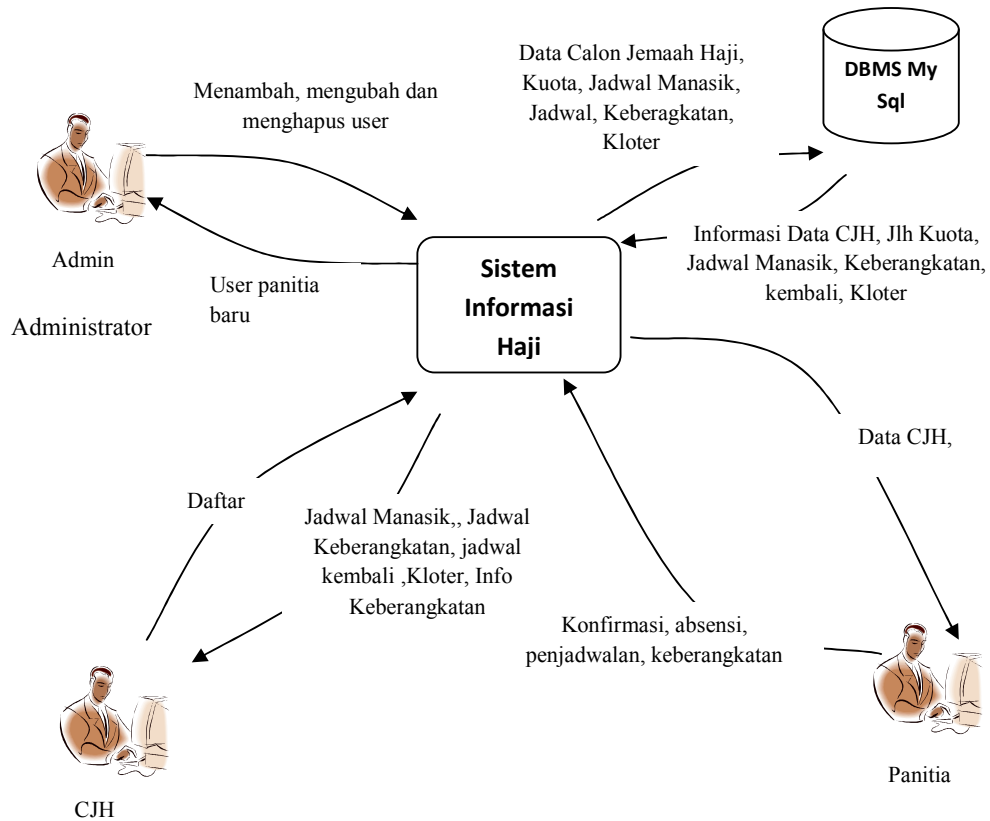 Data Calon Jemaah Haji,
Kuota, Jadwal Manasik,
Jadwal, Keberagkatan,
Kloter
DBMS My
Sql
Menambah, mengubah dan
menghapus user
Admin
Administrator
User panitia
baru
Sistem
Informasi
Haji
Informasi Data CJH, Jlh Kuota,
Jadwal Manasik, Keberangkatan,
kembali, Kloter
Data CJH,
Daftar
Jadwal Manasik,, Jadwal
Keberangkatan, jadwal
kembali ,Kloter, Info
Keberangkatan
Konfirmasi, absensi,
penjadwalan, keberangkatan
CJH
Panitia